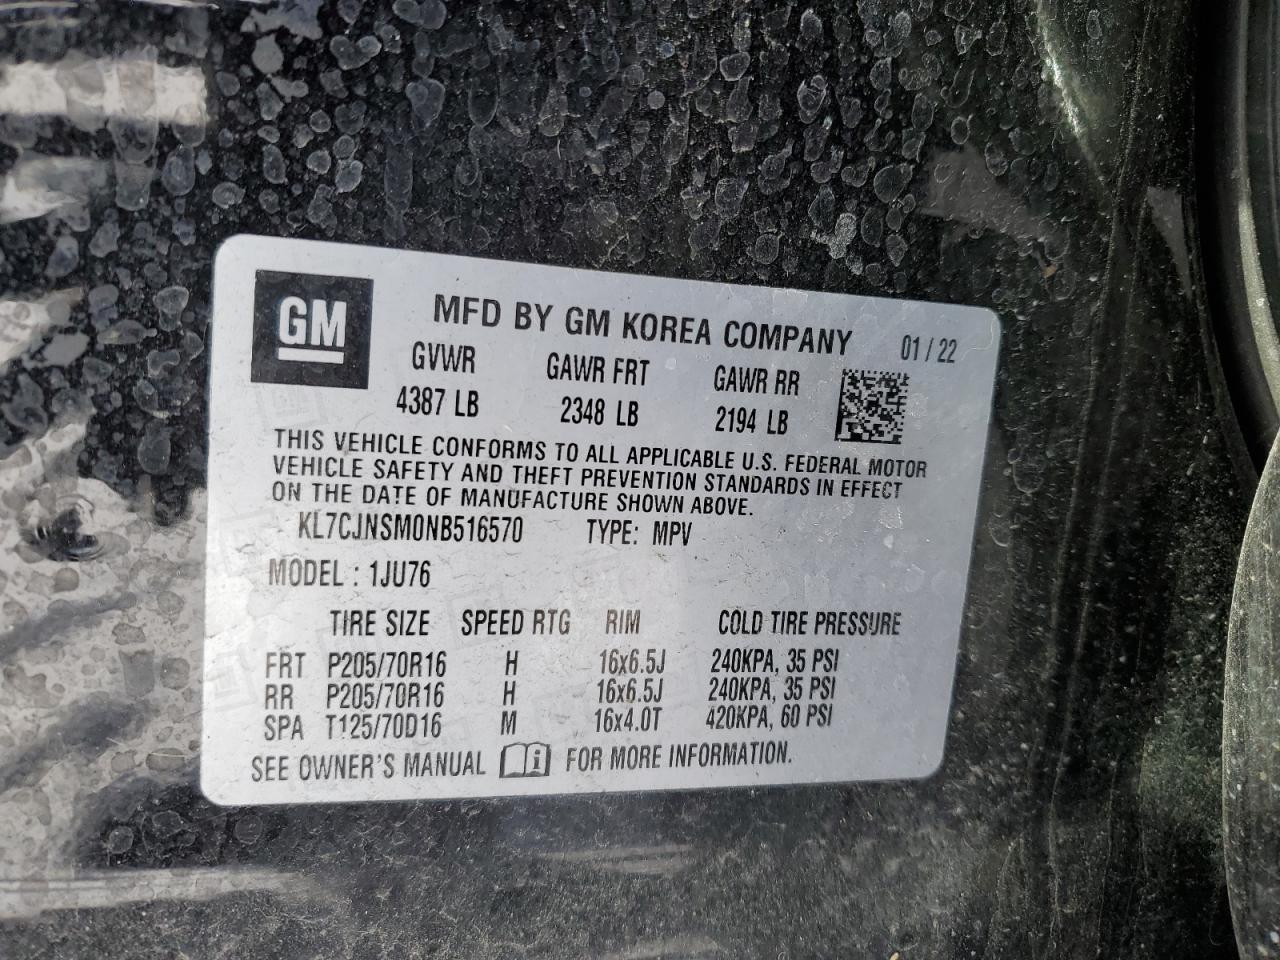 GM
MFD BY GM KOREA COMPANY 01/22
GVWR GAWR FRT GAWR RR
4387 LB 2348 LB 2194 LB
THIS VEHICLE CONFORMS TO ALL APPLICABLE U.S. FEDERAL MOTOR
VEHICLE SAFETY AND THEFT PREVENTION STANDARDS IN EFFECT
ON THE DATE OF MANUFACTURE SHOWN ABOVE.
KL7CJNSM0NB516570 TYPE: MPV
MODEL : 1JU76
TIRE SIZE SPEED RTG RIM COLD TIRE PRESSURE
FRT P205/70R16 H 16x6.5J 240KPA, 35 PSI
RR P205/70R16 H 16x6.5J 240KPA, 35 PSI
SPA T125/70D16 M 16x4.0T 420KPA, 60 PSI
SEE OWNER'S MANUAL i FOR MORE INFORMATION.